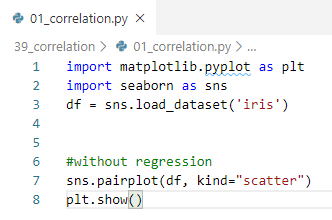 01_correlation.py ×
39_correlation > 01_correlation.py > ...
1 import matplotlib.pyplot as plt
2 import seaborn as sns
3 df = sns.load_dataset('iris')
4
5
6 #without regression
7 sns.pairplot(df, kind="scatter")
8 plt.show()